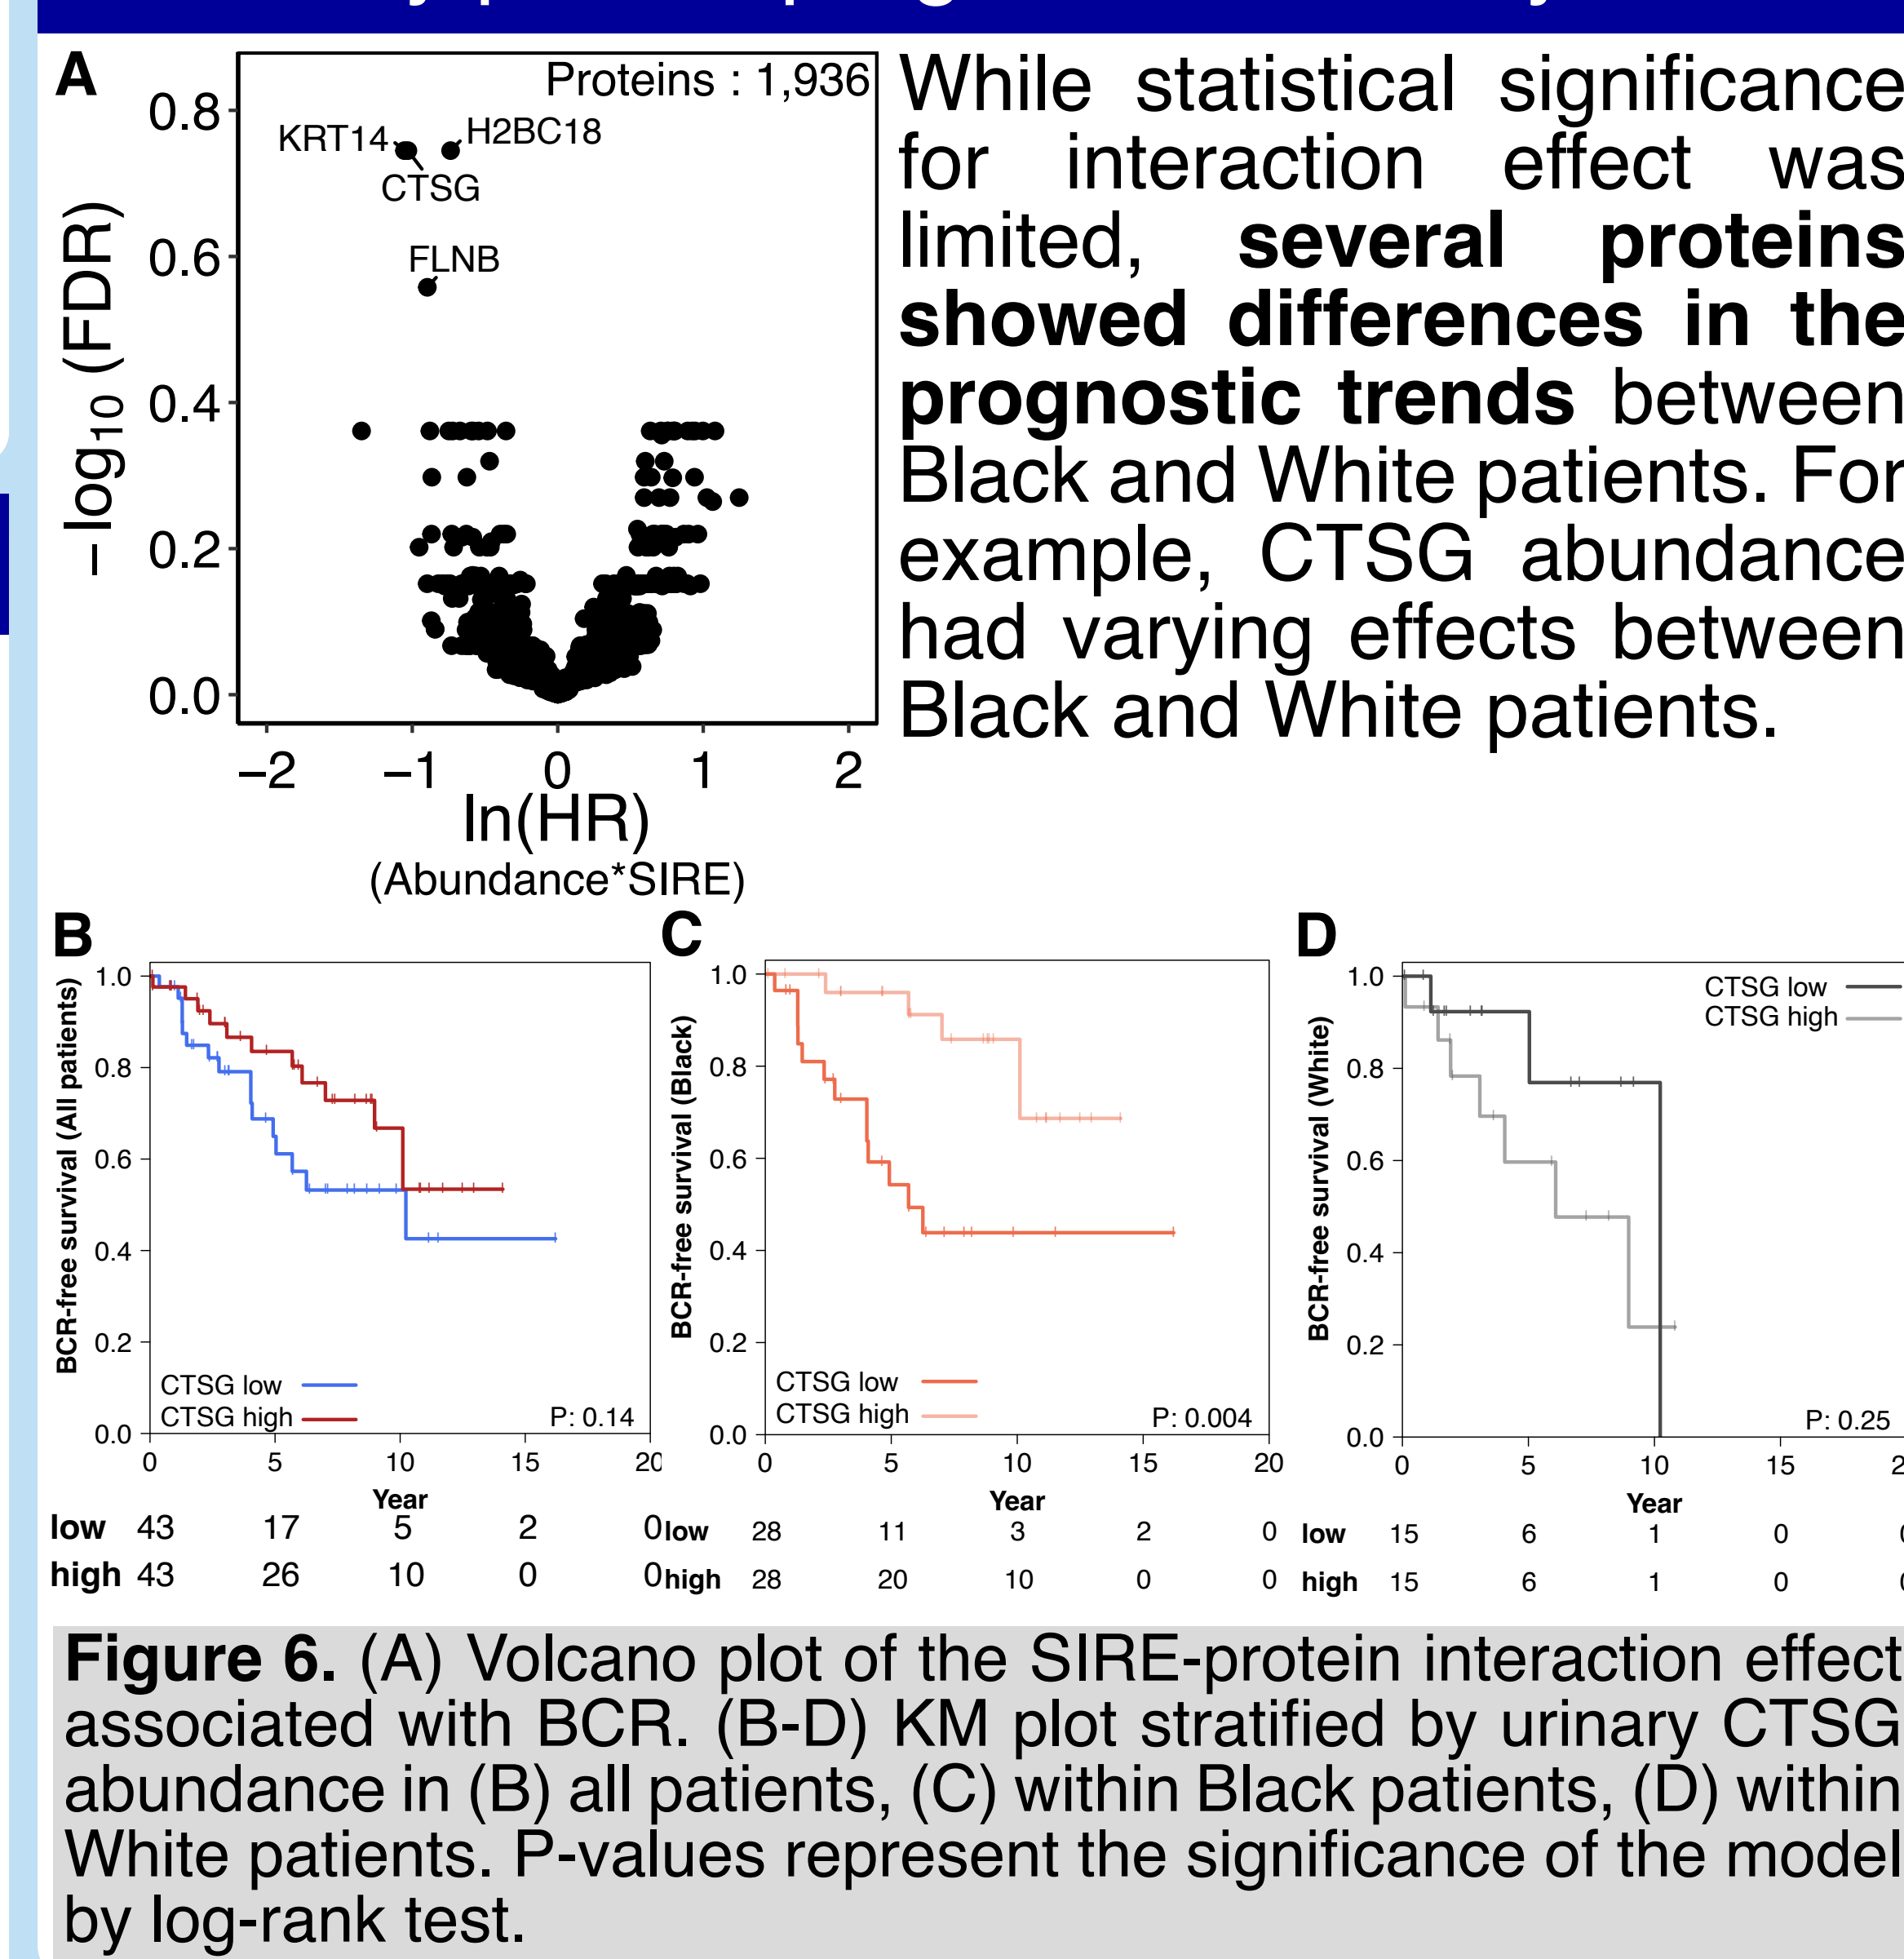 A
Proteins : 1,936
KRT14
H2BC18
CTSG
FLNB
−log10 (FDR)
0.8
0.6
0.4
0.2
0.0
−2 −1 0 1 2
ln(HR)
(Abundance*SIRE)
While statistical significance
for interaction effect was
limited, several proteins
showed differences in the
prognostic trends between
Black and White patients. For
example, CTSG abundance
had varying effects between
Black and White patients.
B
BCR-free survival (All patients)
1.0
0.8
0.6
0.4
0.2
0.0
CTSG low
CTSG high
P: 0.14
0 5 10 15 20
Year
low 43 17 5 2 0
high 43 26 10 0 0
C
BCR-free survival (Black)
1.0
0.8
0.6
0.4
0.2
0.0
CTSG low
CTSG high
P: 0.004
0 5 10 15 20
Year
low 28 11 3 2 0
high 28 20 10 0 0
D
BCR-free survival (White)
1.0
0.8
0.6
0.4
0.2
0.0
CTSG low
CTSG high
P: 0.25
0 5 10 15 2
Year
low 15 6 1 0 0
high 15 6 1 0 0
Figure 6. (A) Volcano plot of the SIRE-protein interaction effect
associated with BCR. (B-D) KM plot stratified by urinary CTSG
abundance in (B) all patients, (C) within Black patients, (D) within
White patients. P-values represent the significance of the model
by log-rank test.